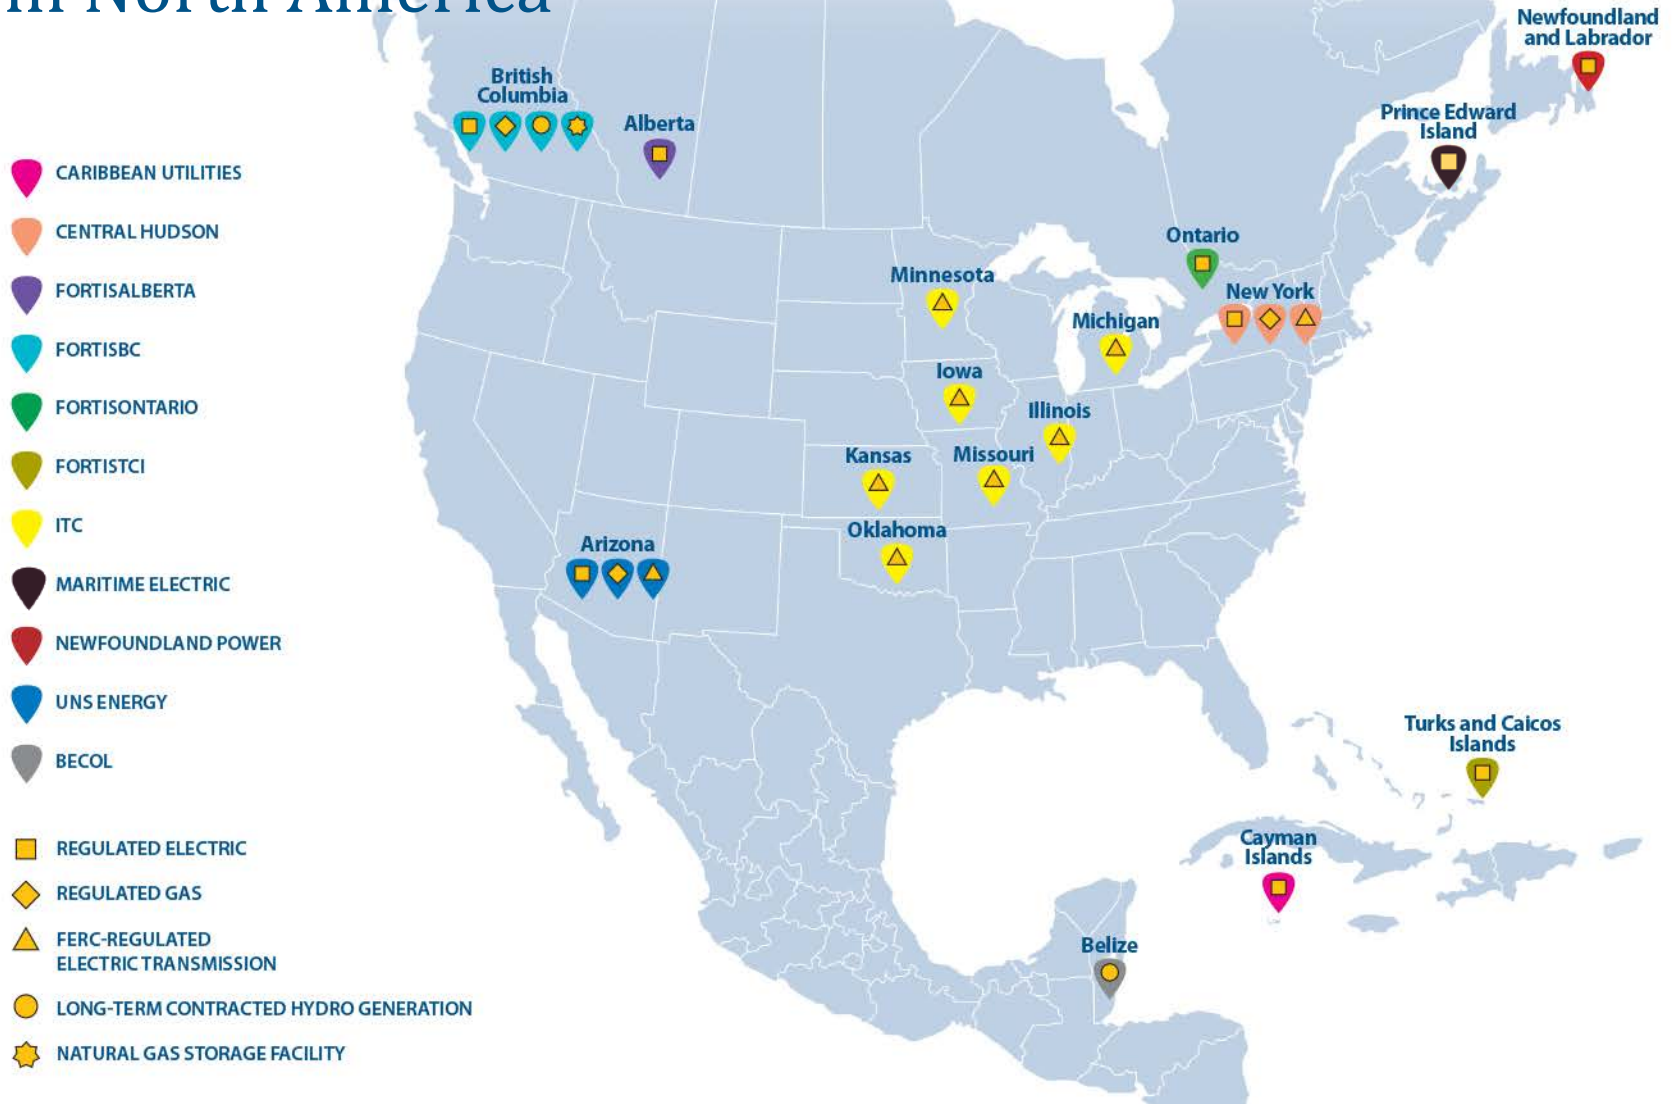 in North America
Newfoundland
and Labrador
British
Columbia
Alberta
Prince Edward
Island
CARIBBEAN UTILITIES
CENTRAL HUDSON
FORTISALBERTA
FORTISBC
FORTISONTARIO
FORTISTCI
ITC
MARITIME ELECTRIC
NEWFOUNDLAND POWER
UNS ENERGY
BECOL
Ontario
Minnesota
New York
Michigan
Iowa
Illinois
Kansas
Missouri
Oklahoma
Arizona
Turks and Caicos
Islands
Cayman
Islands
Belize
REGULATED ELECTRIC
REGULATED GAS
FERC-REGULATED
ELECTRIC TRANSMISSION
LONG-TERM CONTRACTED HYDRO GENERATION
NATURAL GAS STORAGE FACILITY